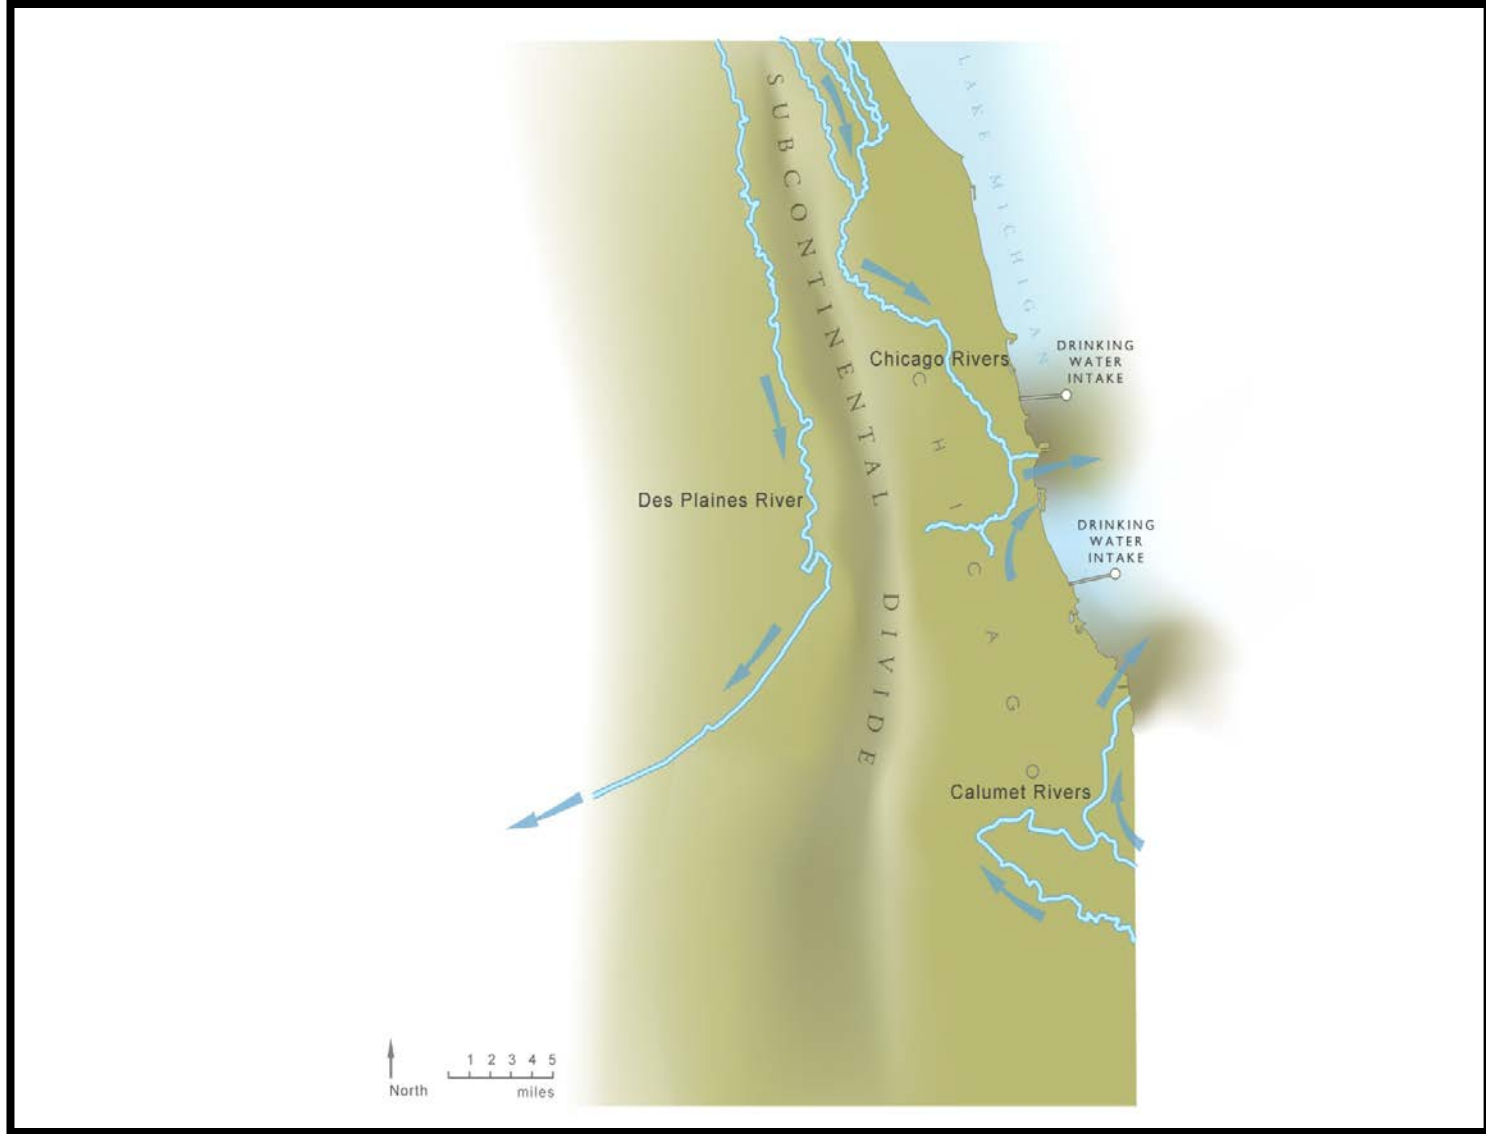 SUBCONTINENTAL DIVIDE
LAKE MICHIGAN
DRINKING
WATER
INTAKE
Chicago Rivers
CHICAGO
Des Plaines River
DRINKING
WATER
INTAKE
Calumet Rivers
North
1 2 3 4 5
miles